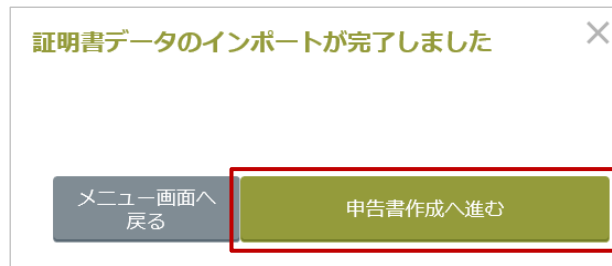 証明書データのインポートが完了しました
メニュー画面へ
戻る
申告書作成へ進む